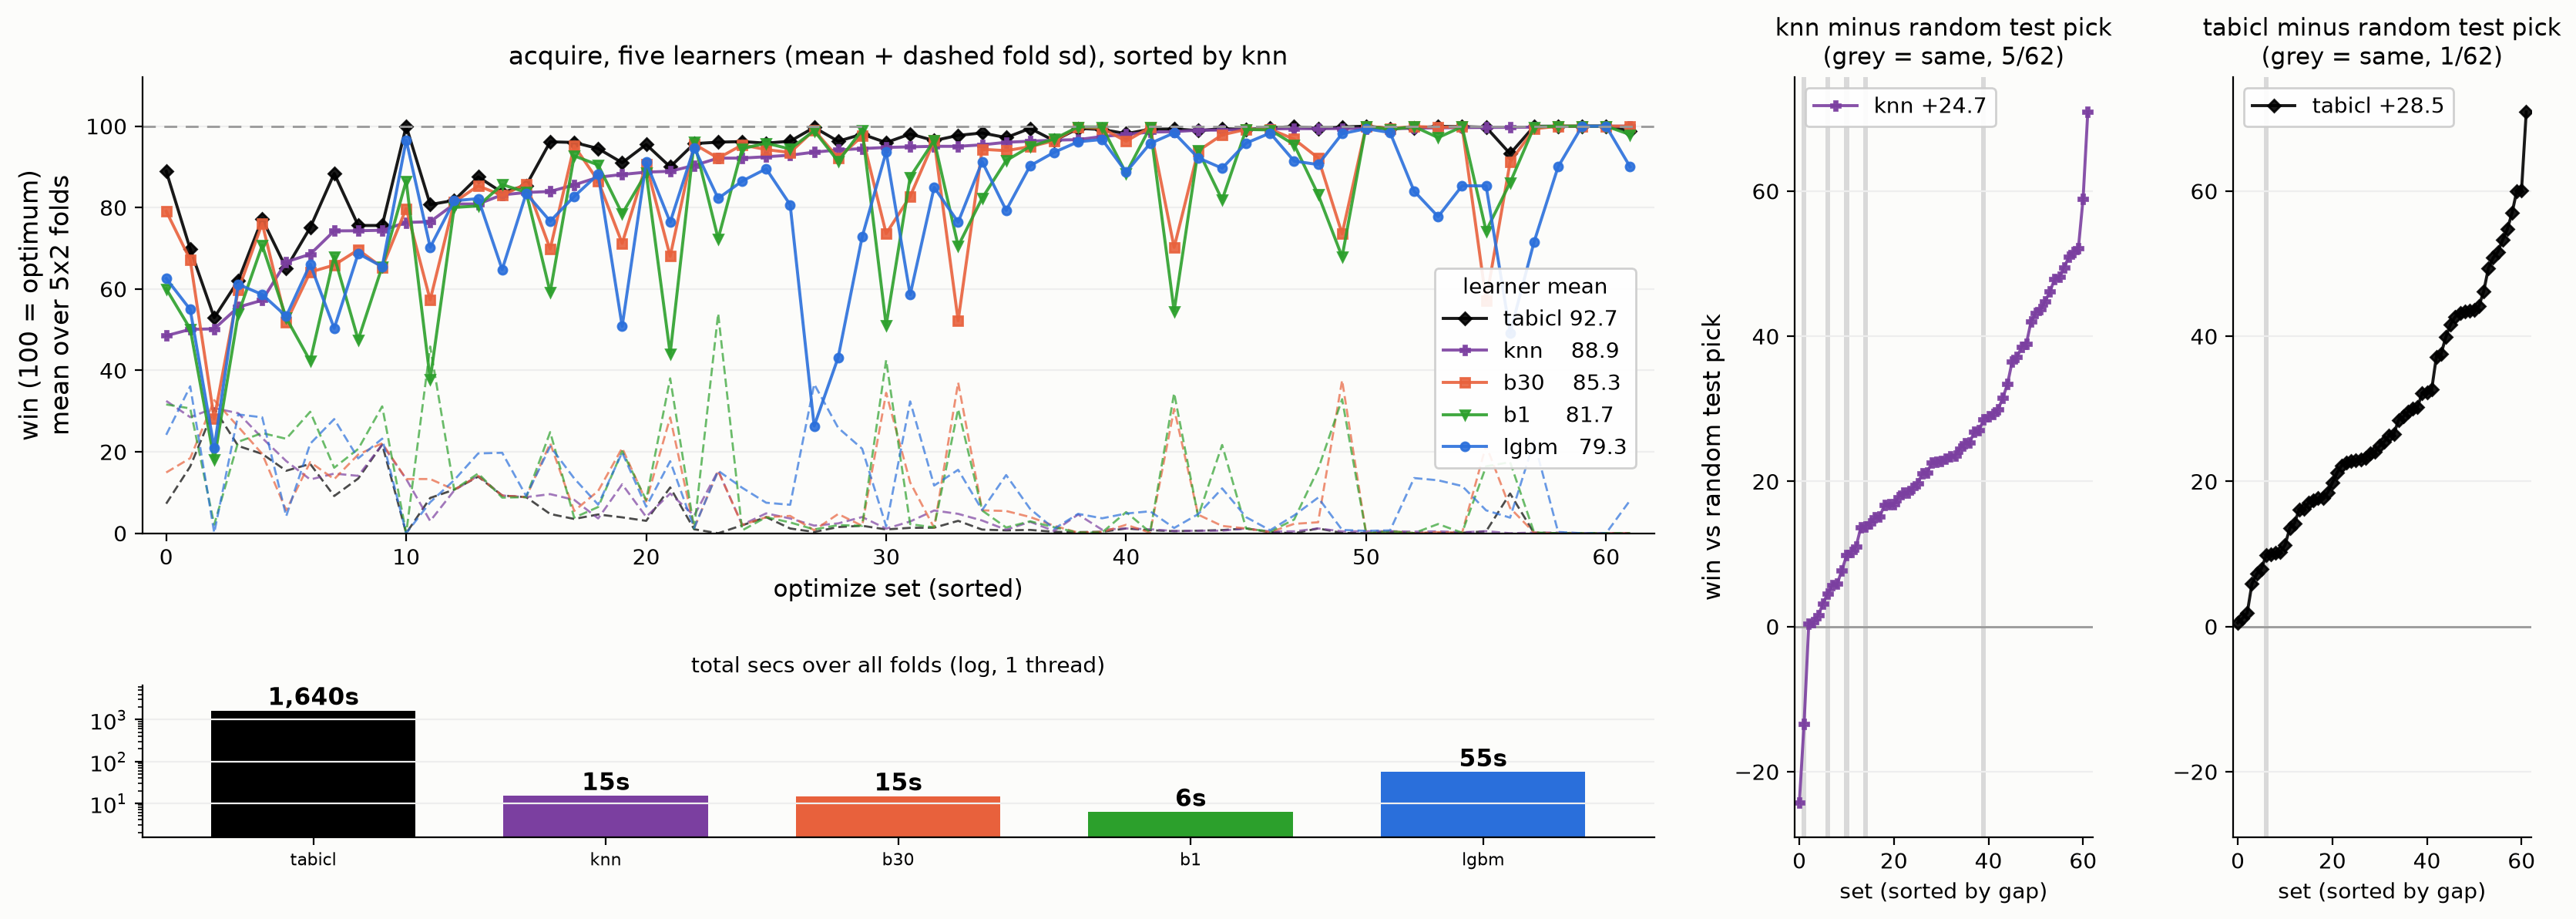 acquire, five learners (mean + dashed fold sd), sorted by knn
win (100 = optimum)
mean over 5x2 folds
100
80
60
40
20
0
0 10 20 30 40 50 60
optimize set (sorted)
learner mean
tabicl 92.7
knn 88.9
b30 85.3
b1 81.7
lgbm 79.3
total secs over all folds (log, 1 thread)
10³
10²
10¹
1,640s
15s
15s
6s
55s
tabicl knn b30 b1 lgbm
knn minus random test pick
(grey = same, 5/62)
knn +24.7
win vs random test pick
60
40
20
0
−20
0 20 40 60
set (sorted by gap)
tabicl minus random test pick
(grey = same, 1/62)
tabicl +28.5
60
40
20
0
−20
0 20 40 60
set (sorted by gap)